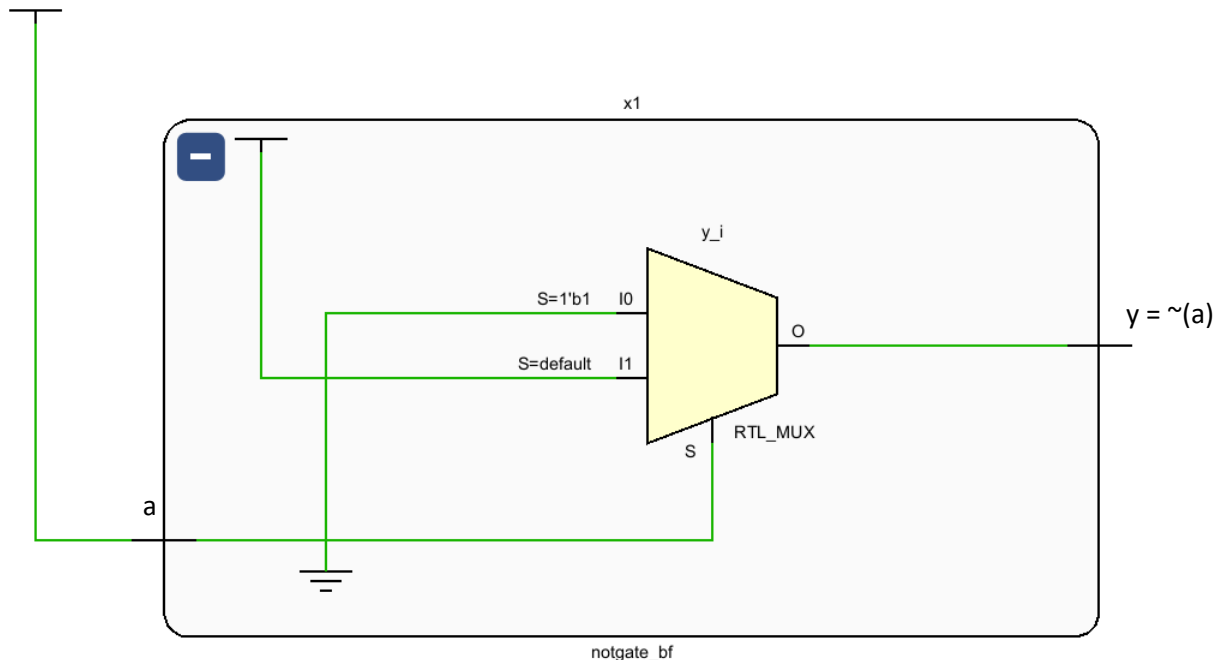 x1
y_i
S=1'b1 I0
S=default I1
O
y = ~(a)
RTL_MUX
S
a
notgate_bf